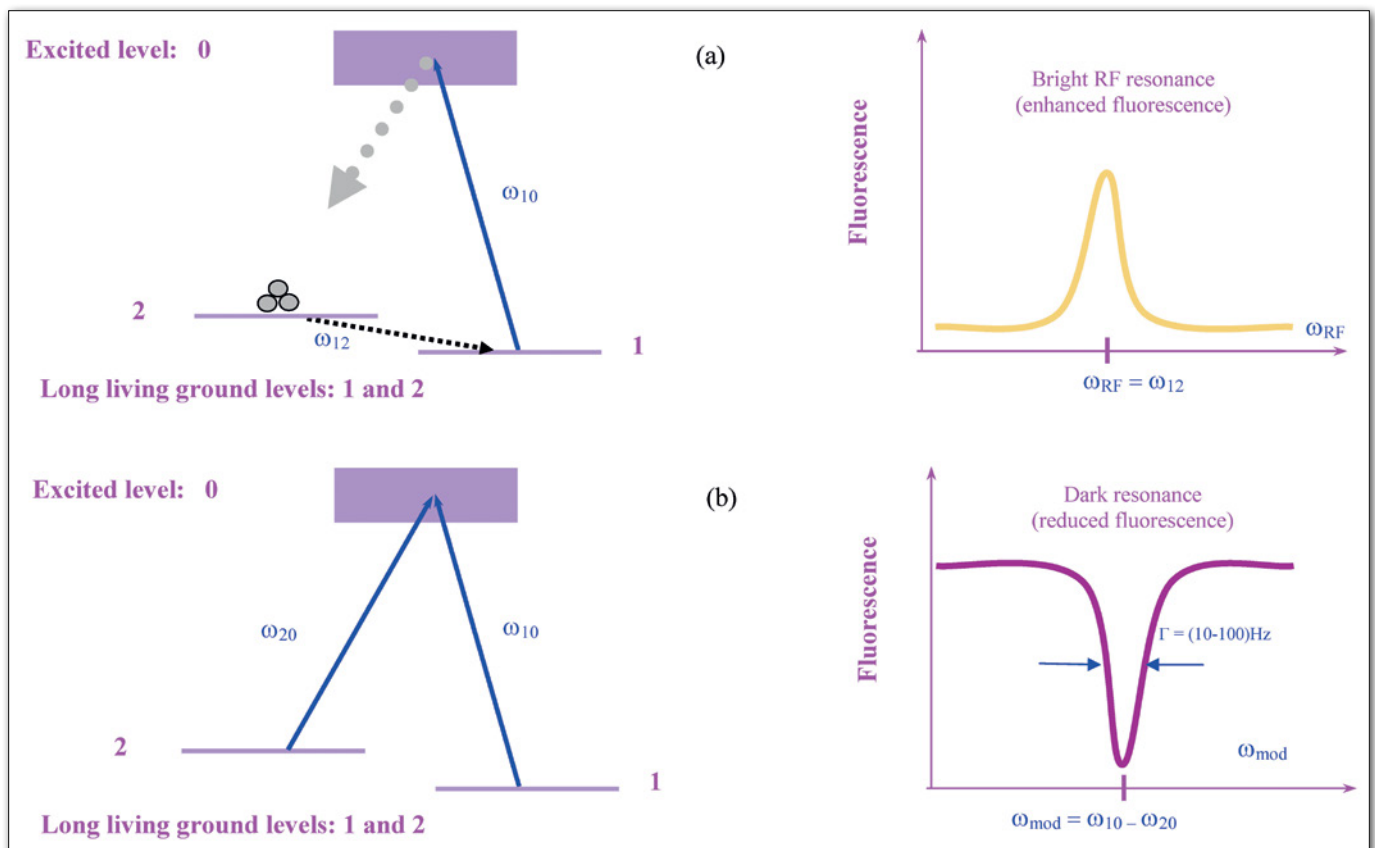 Excited level: 0
(a)
Bright RF resonance
(enhanced fluorescence)
Fluorescence
ω10
2
ω12
1
ωRF
Long living ground levels: 1 and 2
ωRF = ω12
Excited level: 0
(b)
Dark resonance
(reduced fluorescence)
Fluorescence
ω20
ω10
Γ = (10-100)Hz
2
1
ωmod
Long living ground levels: 1 and 2
ωmod = ω10 – ω20